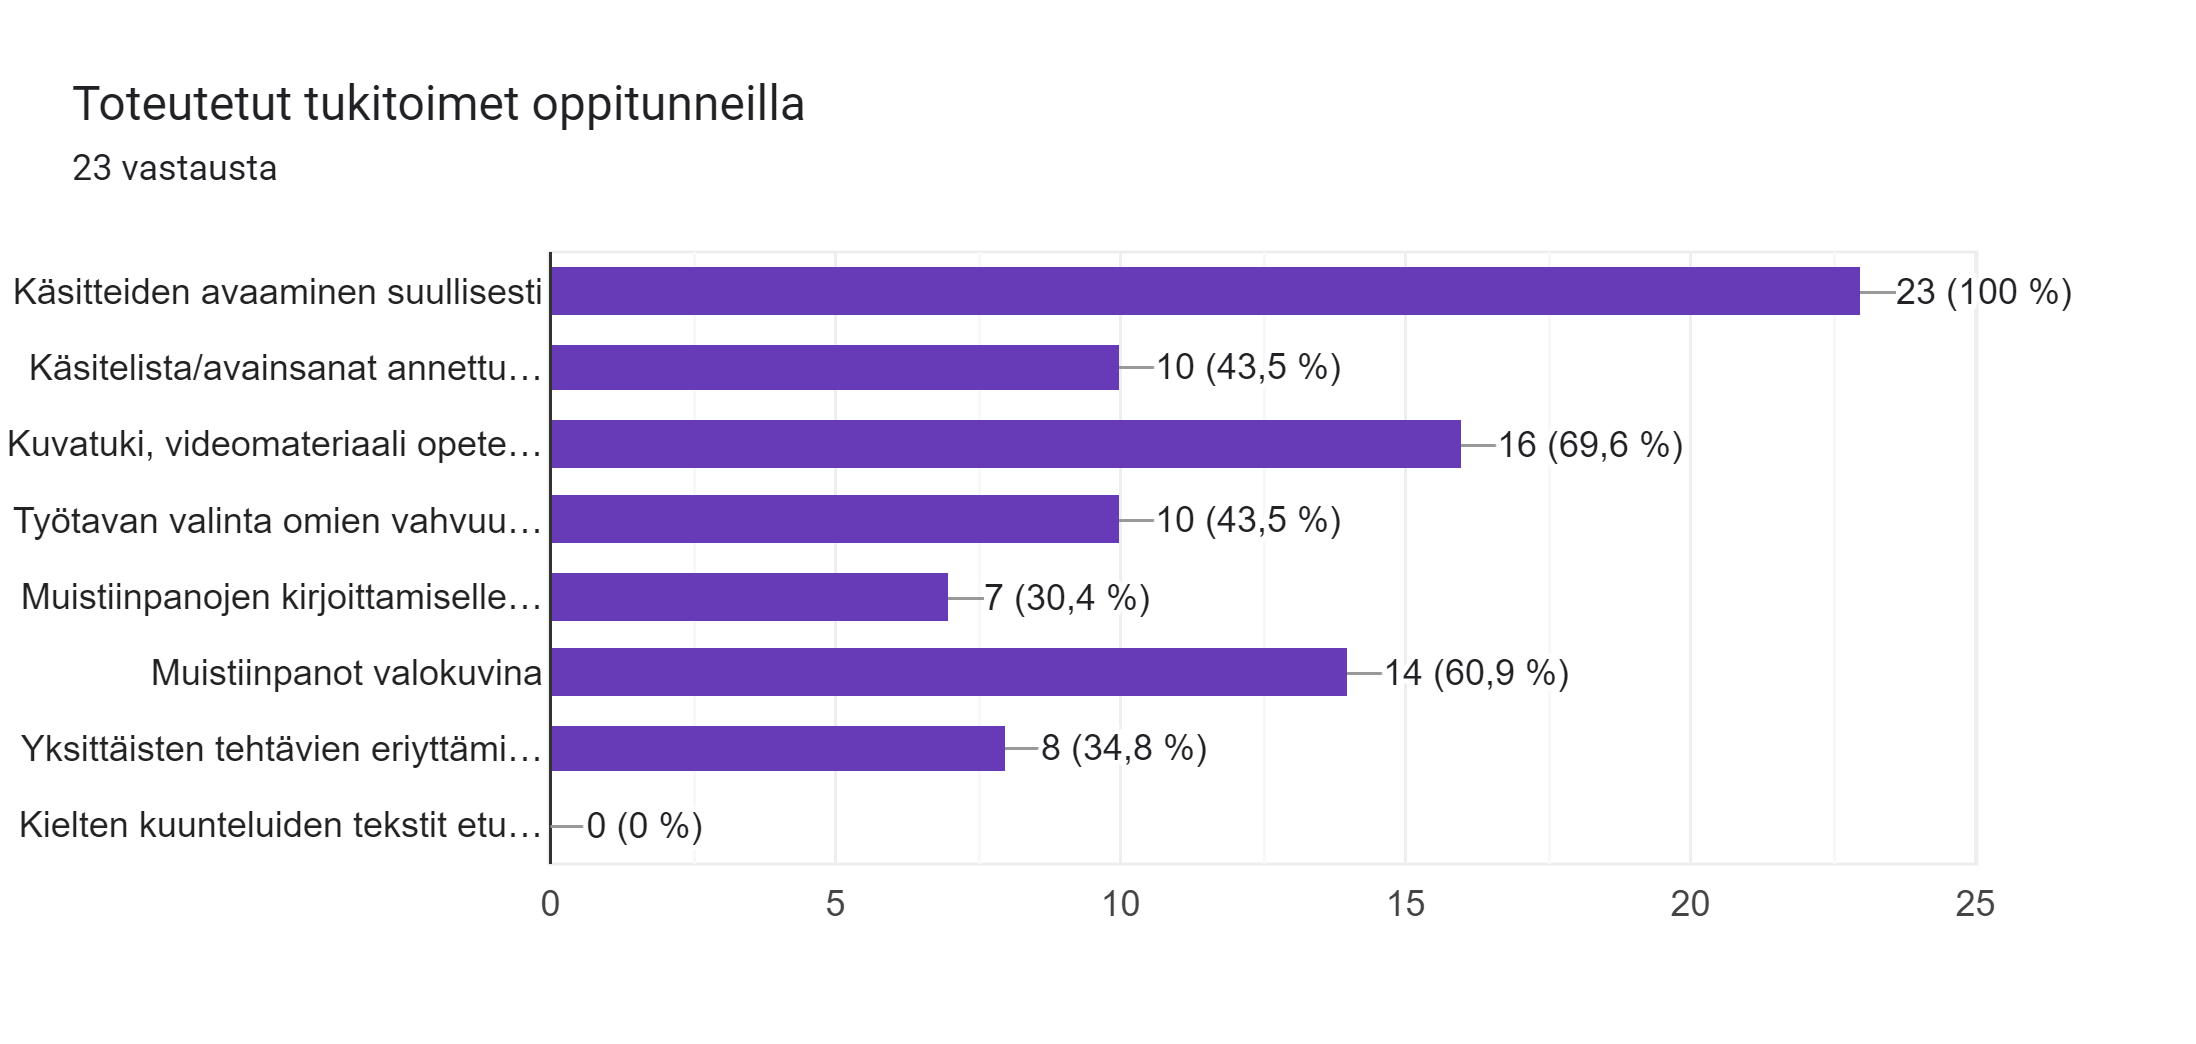 Toteutetut tukitoimet oppitunneilla
23 vastausta
Käsitteiden avaaminen suullisesti 23 (100 %)
Käsitelista/avainsanat annettu… 10 (43,5 %)
Kuvatuki, videomateriaali opete… 16 (69,6 %)
Työtavan valinta omien vahvuu… 10 (43,5 %)
Muistiinpanojen kirjoittamiselle… 7 (30,4 %)
Muistiinpanot valokuvina 14 (60,9 %)
Yksittäisten tehtävien eriyttämi… 8 (34,8 %)
Kielten kuunteluiden tekstit etu… 0 (0 %)
0 5 10 15 20 25